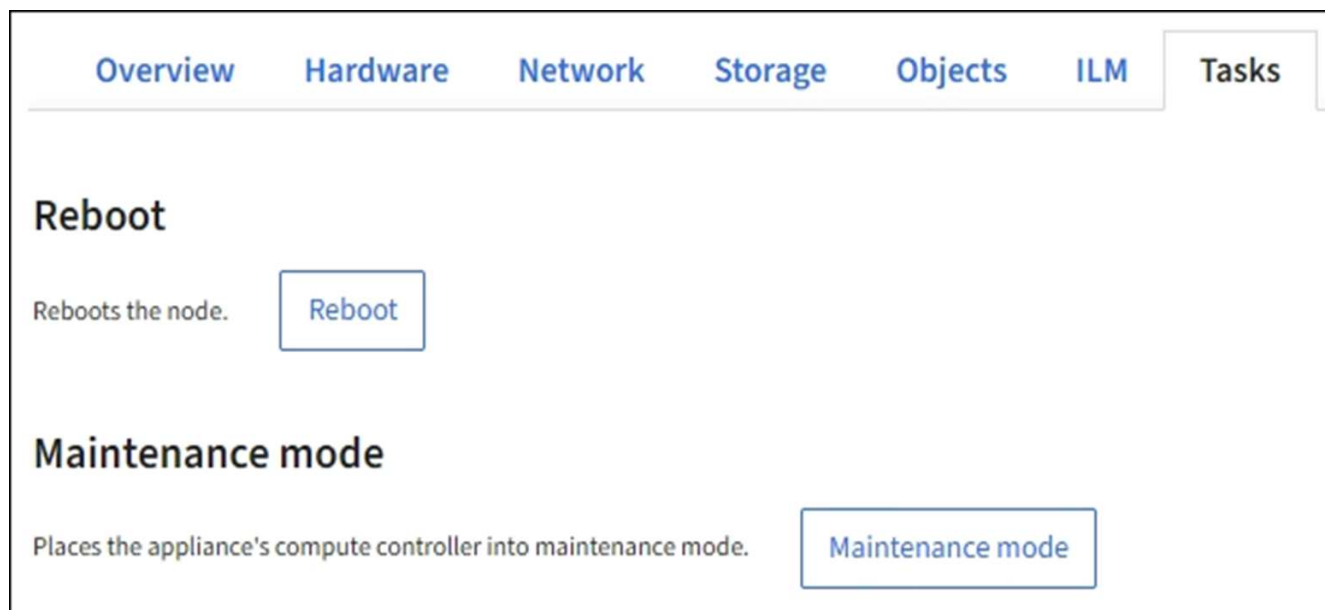 Overview Hardware Network Storage Objects ILM Tasks
Reboot
Reboots the node. Reboot
Maintenance mode
Places the appliance's compute controller into maintenance mode. Maintenance mode